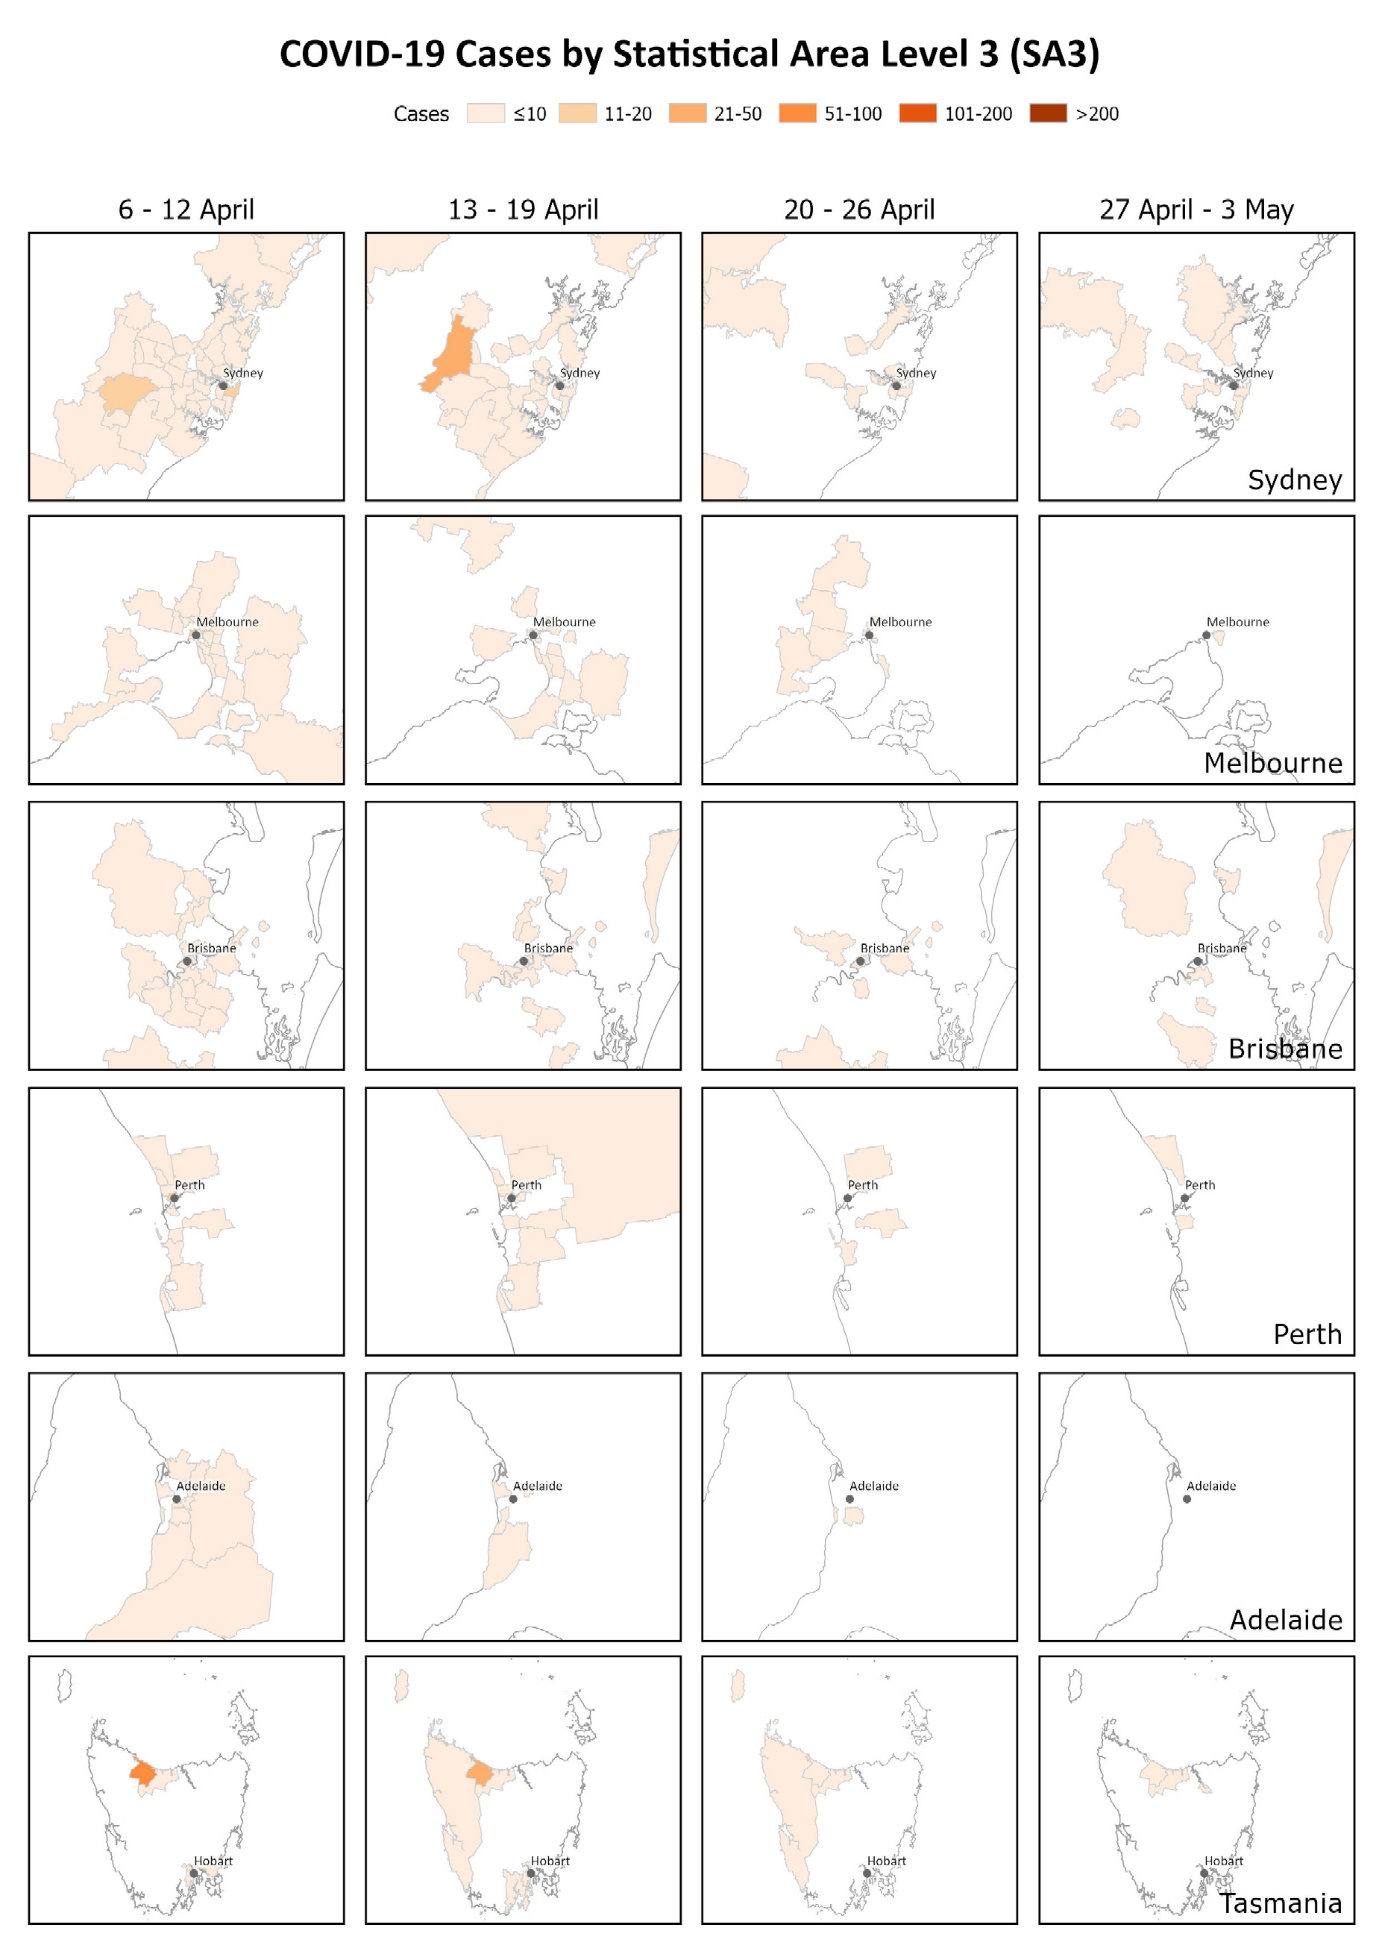 COVID-19 Cases by Statistical Area Level 3 (SA3)
Cases ≤10 11-20 21-50 51-100 101-200 >200
6 - 12 April 13 - 19 April 20 - 26 April 27 April - 3 May
Sydney Sydney Sydney Sydney
Sydney
Melbourne Melbourne Melbourne Melbourne
Melbourne
Brisbane Brisbane Brisbane Brisbane
Brisbane
Perth Perth Perth Perth
Perth
Adelaide Adelaide Adelaide Adelaide
Adelaide
Hobart Hobart Hobart Hobart
Tasmania